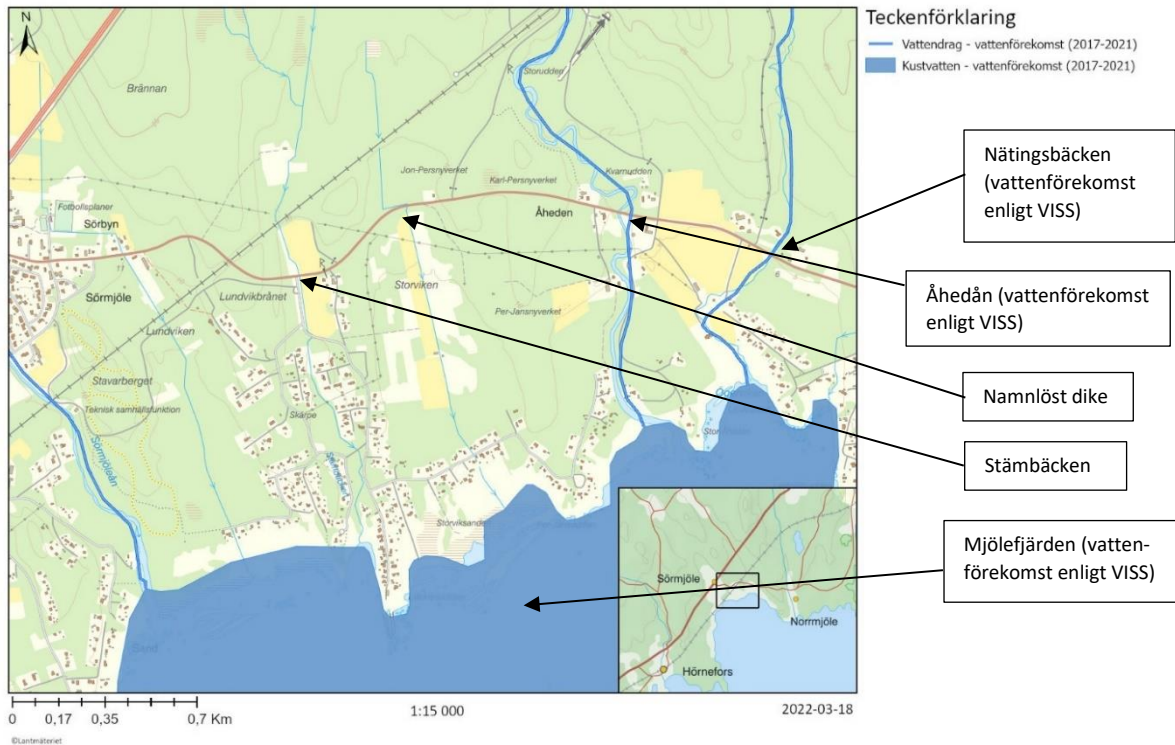 Teckenförklaring
Vattendrag - vattenförekomst (2017-2021)
Kustvatten - vattenförekomst (2017-2021)
N
Brännan
Storudden
Jon-Persnyverket
Karl-Persnyverket
Kvarnudden
Fotbollsplaner
Sörbyn
Åheden
Sörmjöle
Lundvikbrånet
Storviken
Per-Jansnyverket
Lundviken
Stavarberget
Teknisk samhällsfunktion
Skärpe
Sörmjöleån
Storviksand
Sand
Nätingsbäcken
(vattenförekomst
enligt VISS)
Åhedån (vattenförekomst
enligt VISS)
Namnlöst dike
Stämbäcken
Mjölefjärden (vatten-
förekomst enligt VISS)
Sörmjöle
Norrmjöle
Hörnefors
0 0,17 0,35 0,7 Km
1:15 000
2022-03-18
©Lantmäteriet